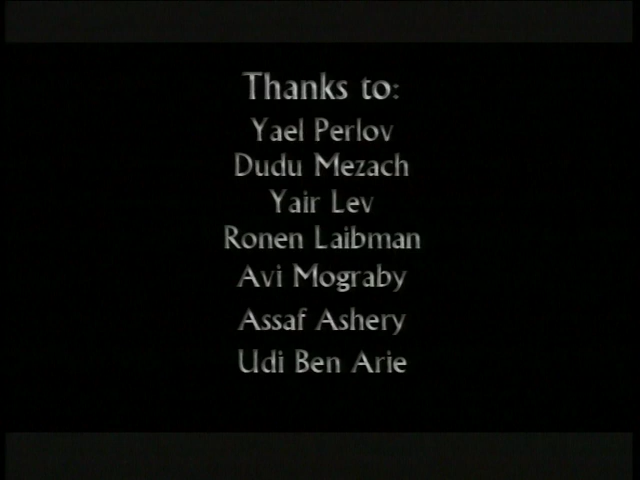 Thanks to:
Yael Perlov
Dudu Mezach
Yair Lev
Ronen Laibman
Avi Mograby
Assaf Ashery
Udi Ben Arie